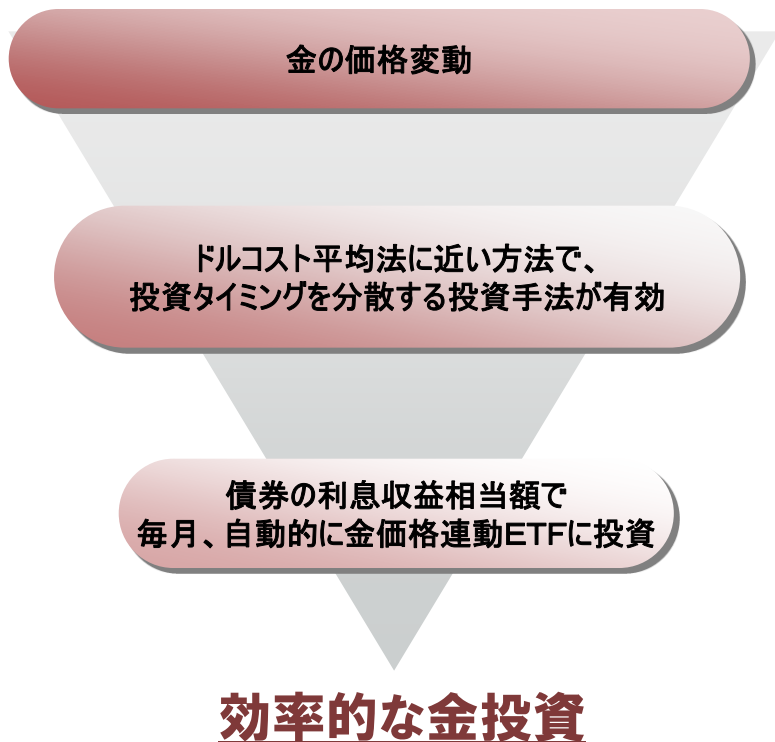 金の価格変動
ドルコスト平均法に近い方法で、
投資タイミングを分散する投資手法が有効
債券の利息収益相当額で
毎月、自動的に金価格連動ETFに投資
効率的な金投資